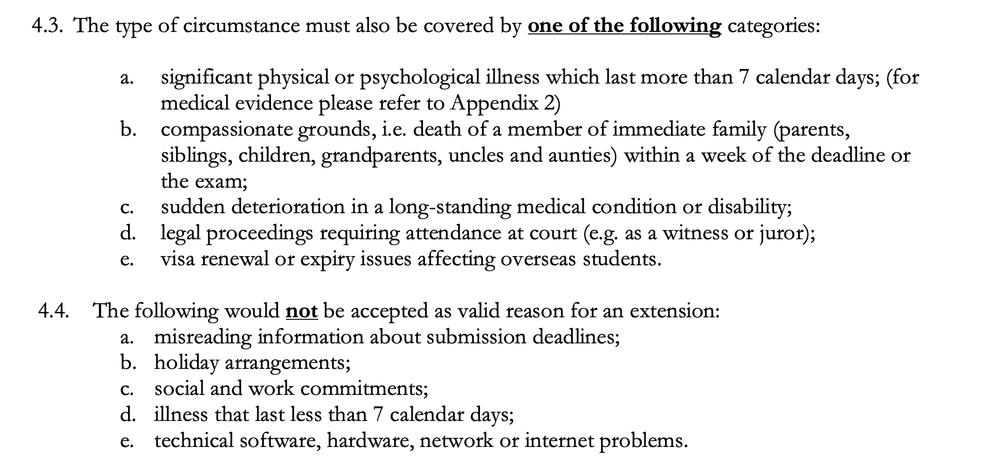 4.3. The type of circumstance must also be covered by one of the following categories:
a. significant physical or psychological illness which last more than 7 calendar days; (for
medical evidence please refer to Appendix 2)
b. compassionate grounds, i.e. death of a member of immediate family (parents,
siblings, children, grandparents, uncles and aunties) within a week of the deadline or
the exam;
c. sudden deterioration in a long-standing medical condition or disability;
d. legal proceedings requiring attendance at court (e.g. as a witness or juror);
e. visa renewal or expiry issues affecting overseas students.
4.4. The following would not be accepted as valid reason for an extension:
a. misreading information about submission deadlines;
b. holiday arrangements;
c. social and work commitments;
d. illness that last less than 7 calendar days;
e. technical software, hardware, network or internet problems.